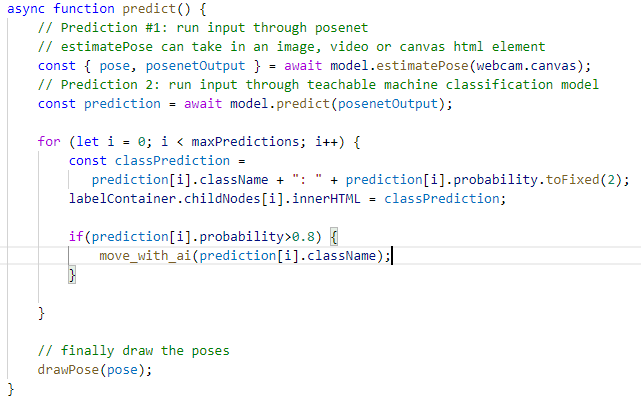 async function predict() {
    // Prediction #1: run input through posenet
    // estimatePose can take in an image, video or canvas html element
    const { pose, posenetOutput } = await model.estimatePose(webcam.canvas);
    // Prediction 2: run input through teachable machine classification model
    const prediction = await model.predict(posenetOutput);

    for (let i = 0; i < maxPredictions; i++) {
        const classPrediction =
           prediction[i].className + ": " + prediction[i].probability.toFixed(2);
        labelContainer.childNodes[i].innerHTML = classPrediction;

        if(prediction[i].probability>0.8) {
            move_with_ai(prediction[i].className);
        }

    }

    // finally draw the poses
    drawPose(pose);
}